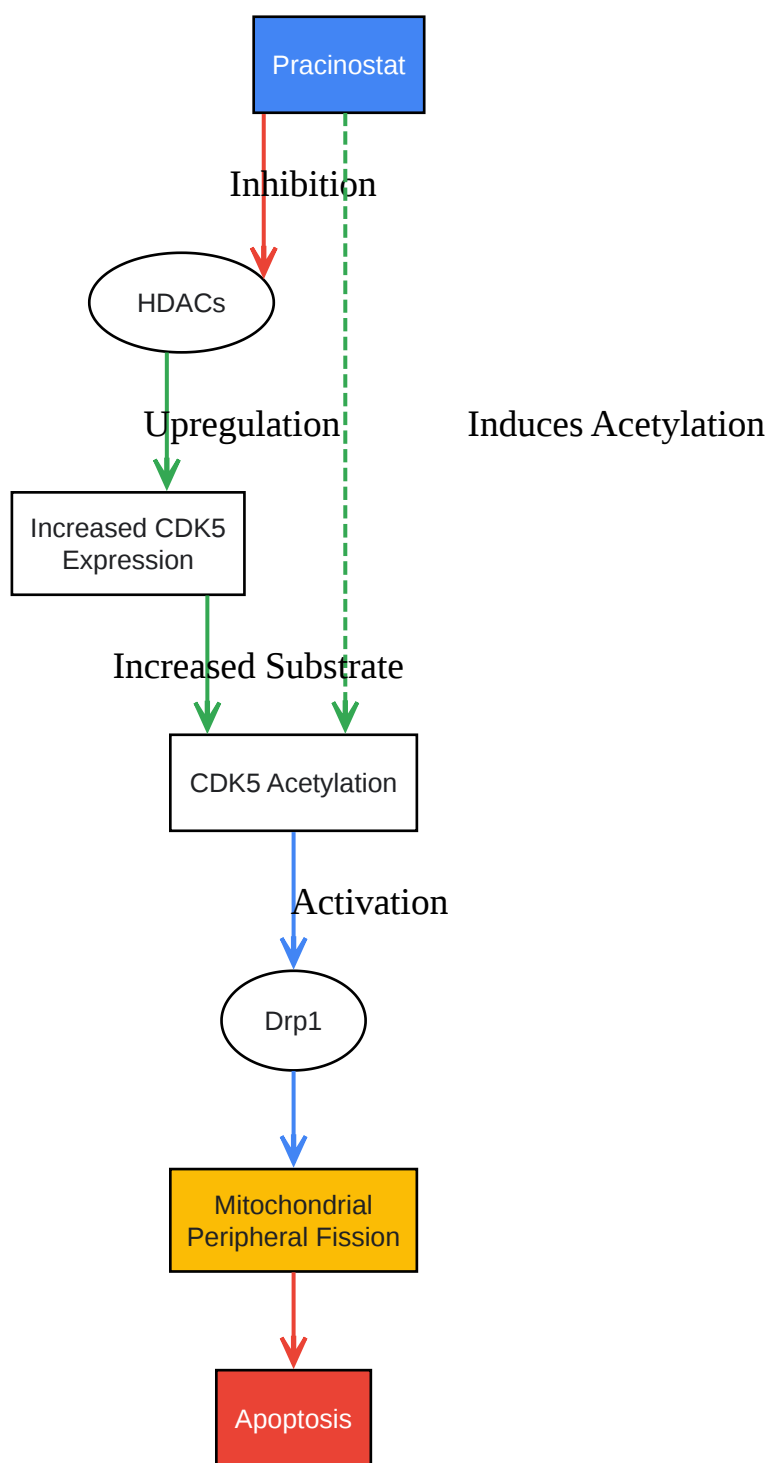 Pracinostat
Inhibition
HDACs
Upregulation
Induces Acetylation
Increased CDK5
Expression
Increased Substrate
CDK5 Acetylation
Activation
Drp1
Mitochondrial
Peripheral Fission
Apoptosis